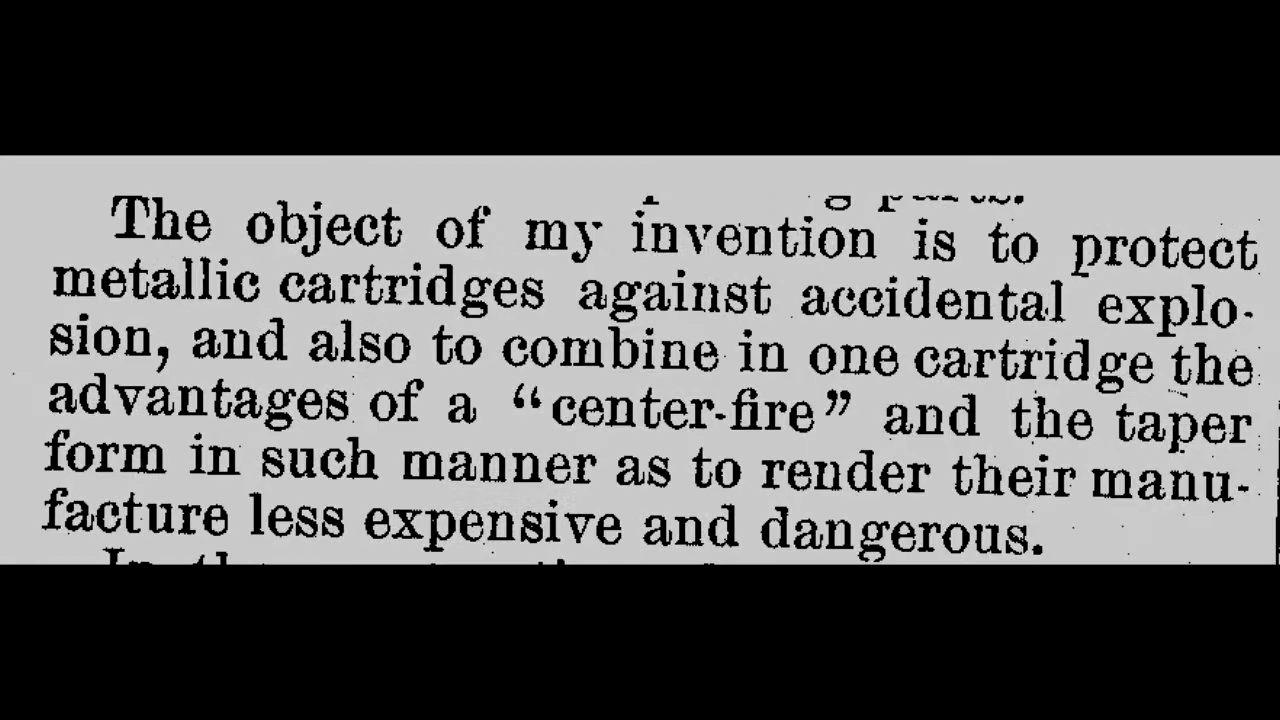 The object of my invention is to protect
metallic cartridges against accidental explo-
sion, and also to combine in one cartridge the
advantages of a “center-fire” and the taper
form in such manner as to render their manu-
facture less expensive and dangerous.